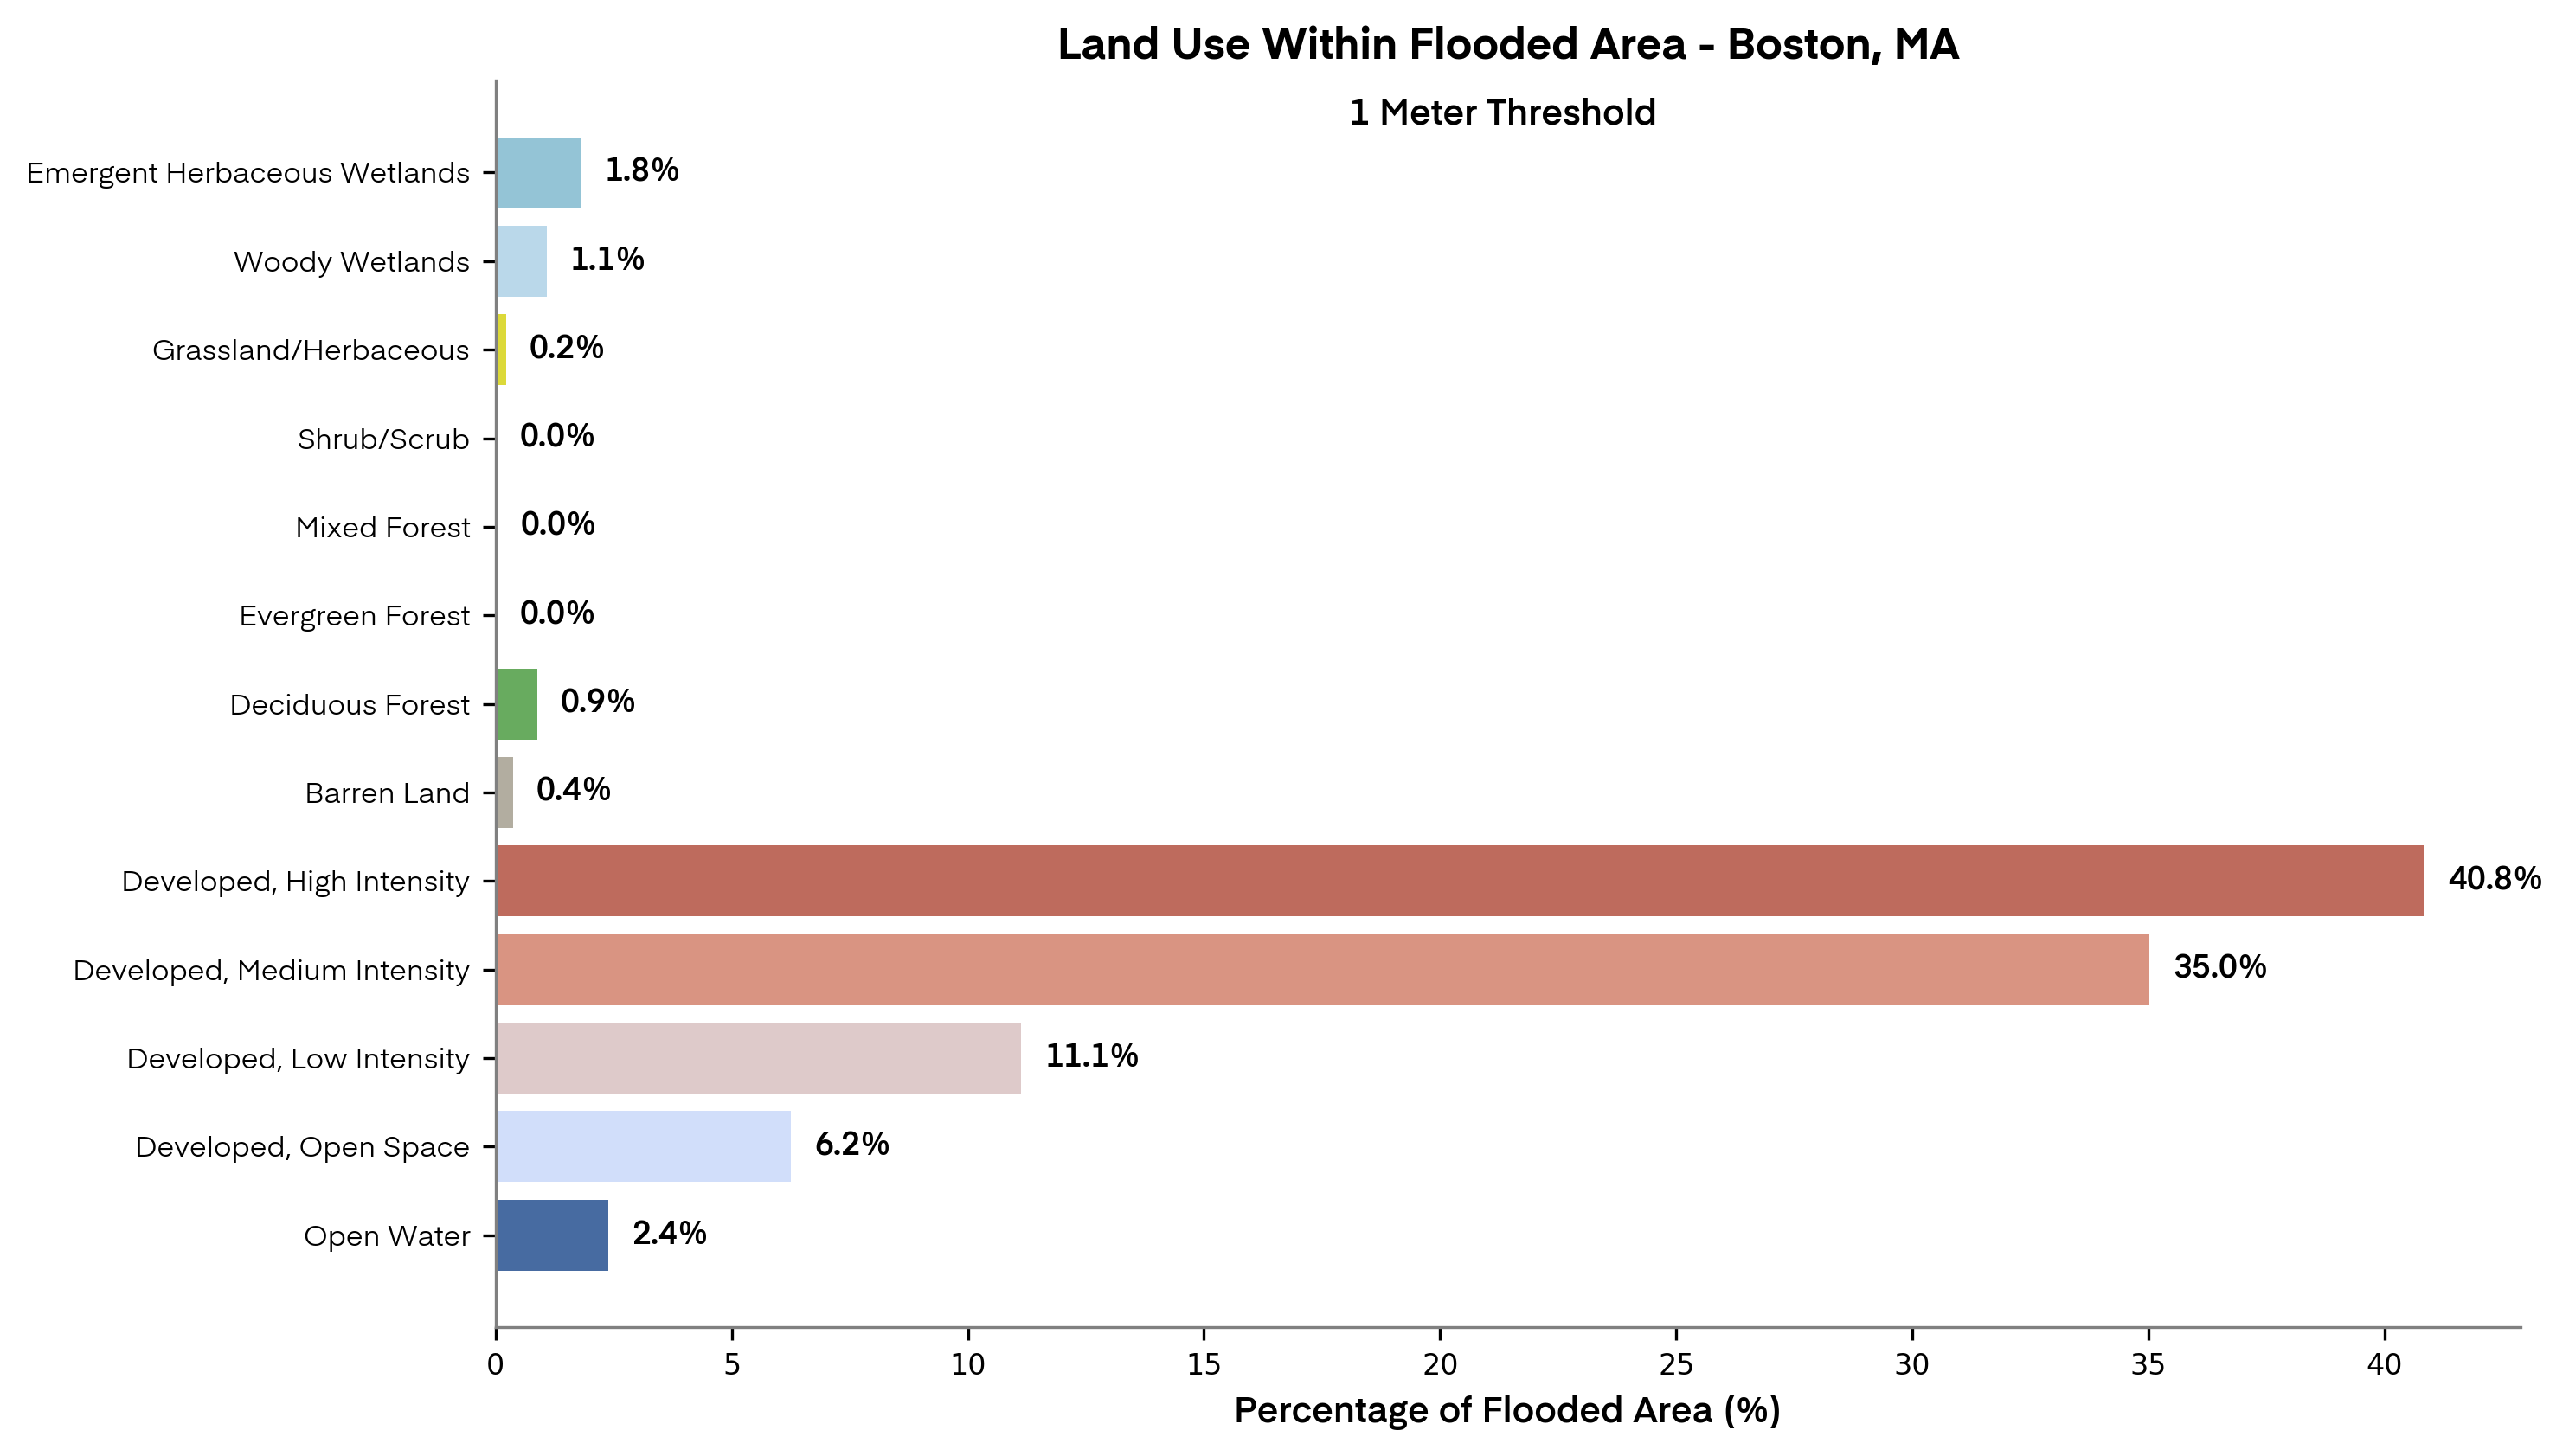 Land Use Within Flooded Area - Boston, MA
1 Meter Threshold
Emergent Herbaceous Wetlands 1.8%
Woody Wetlands 1.1%
Grassland/Herbaceous 0.2%
Shrub/Scrub 0.0%
Mixed Forest 0.0%
Evergreen Forest 0.0%
Deciduous Forest 0.9%
Barren Land 0.4%
Developed, High Intensity 40.8%
Developed, Medium Intensity 35.0%
Developed, Low Intensity 11.1%
Developed, Open Space 6.2%
Open Water 2.4%
0 5 10 15 20 25 30 35 40
Percentage of Flooded Area (%)